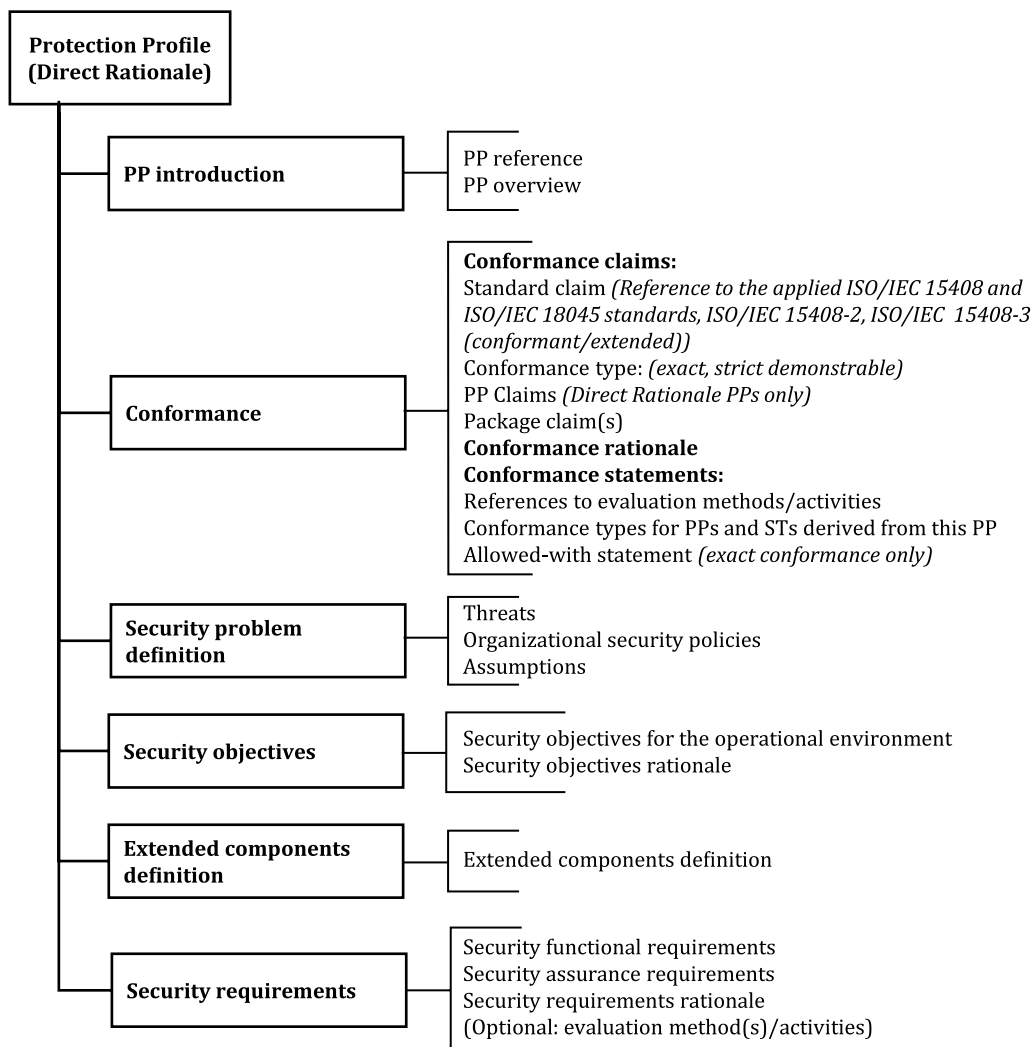 Protection Profile
(Direct Rationale)
PP introduction
PP reference
PP overview
Conformance
Conformance claims:
Standard claim (Reference to the applied ISO/IEC 15408 and
ISO/IEC 18045 standards, ISO/IEC 15408-2, ISO/IEC 15408-3
(conformant/extended))
Conformance type: (exact, strict demonstrable)
PP Claims (Direct Rationale PPs only)
Package claim(s)
Conformance rationale
Conformance statements:
References to evaluation methods/activities
Conformance types for PPs and STs derived from this PP
Allowed-with statement (exact conformance only)
Security problem
definition
Threats
Organizational security policies
Assumptions
Security objectives
Security objectives for the operational environment
Security objectives rationale
Extended components
definition
Extended components definition
Security requirements
Security functional requirements
Security assurance requirements
Security requirements rationale
(Optional: evaluation method(s)/activities)